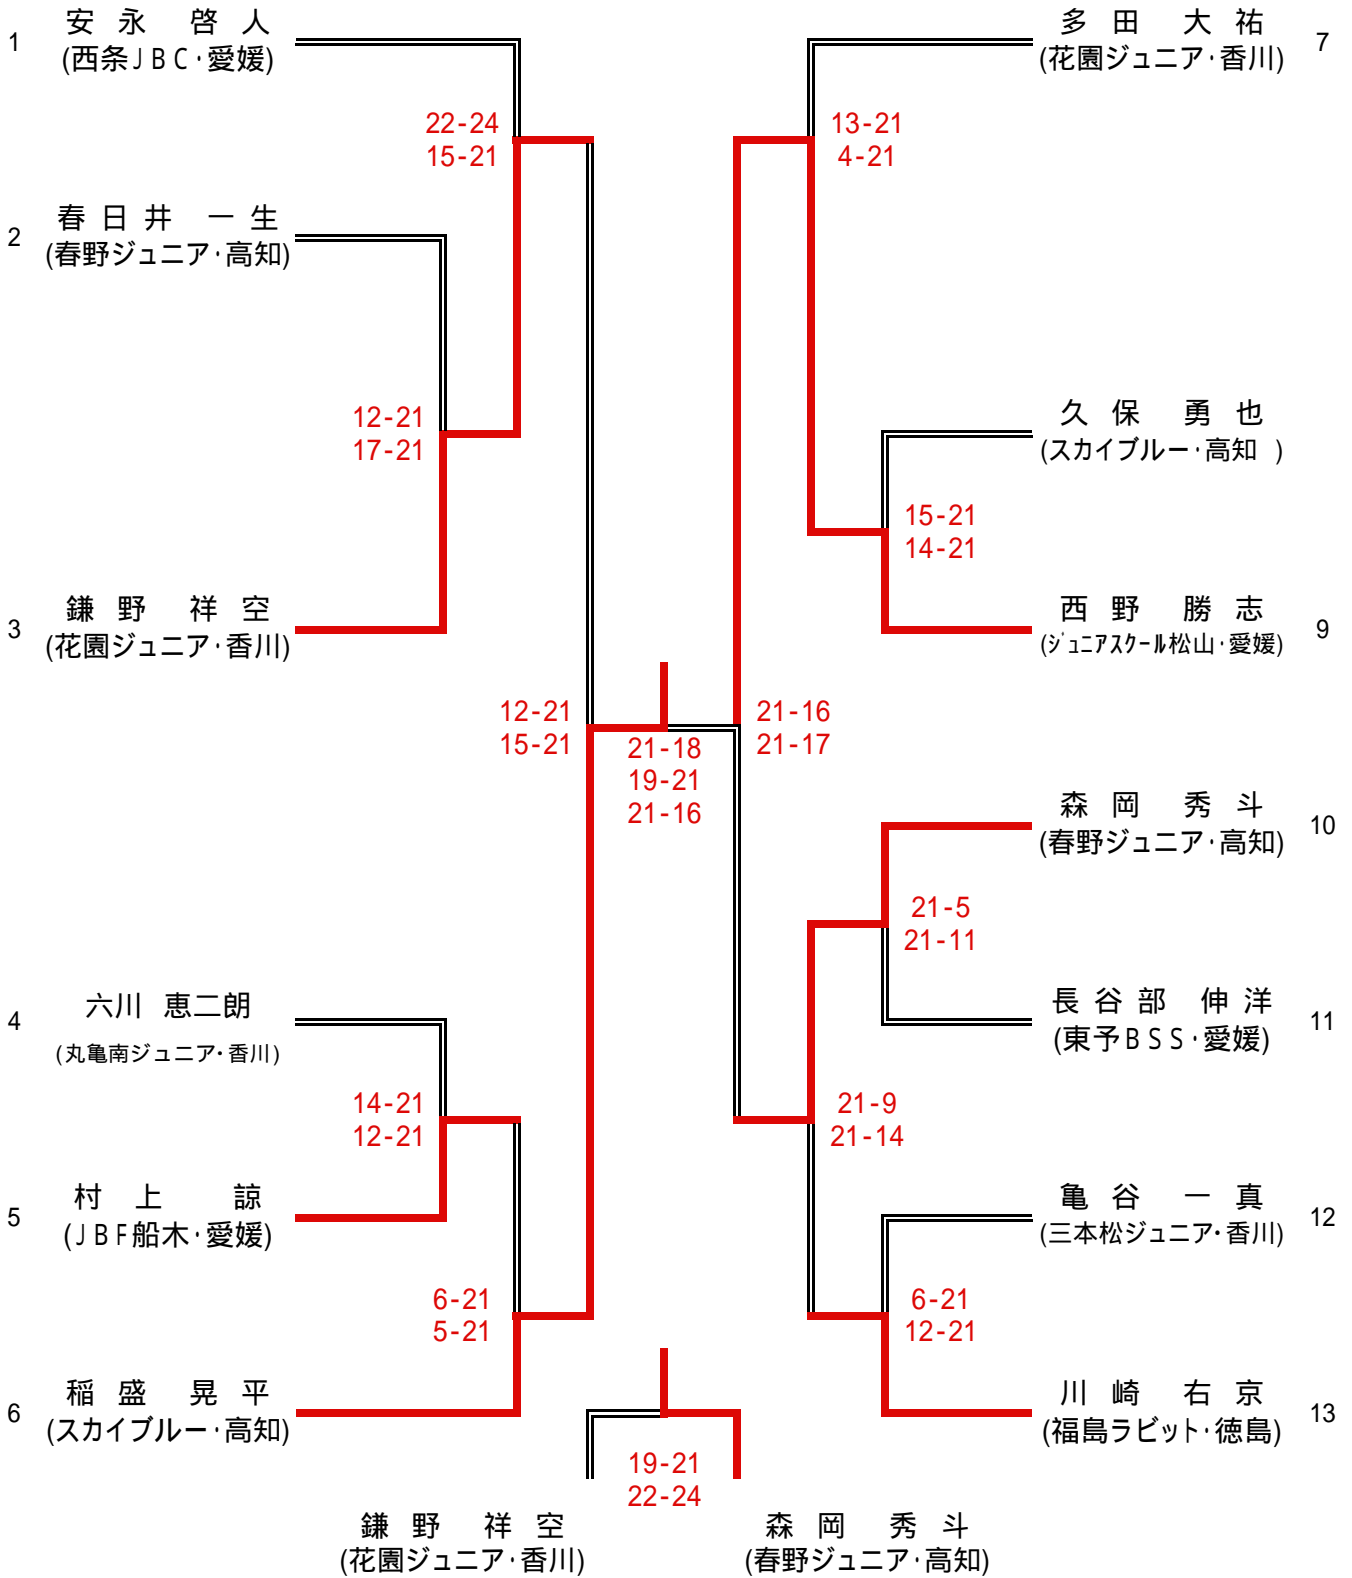 1
安永 啓人
(西条JBC・愛媛)
22-24
15-21
2
春日井 一生
(春野ジュニア・高知)
12-21
17-21
3
鎌野 祥空
(花園ジュニア・香川)
12-21
15-21
4
六川 恵二朗
(丸亀南ジュニア・香川)
14-21
12-21
5
村上 諒
(JBF船木・愛媛)
6-21
5-21
6
稲盛 晃平
(スカイブルー・高知)
21-18
19-21
21-16
多田 大祐
(花園ジュニア・香川)
7
13-21
4-21
久保 勇也
(スカイブルー・高知 )
15-21
14-21
西野 勝志
(ジュニアスクール松山・愛媛)
9
21-16
21-17
森岡 秀斗
(春野ジュニア・高知)
10
21-5
21-11
長谷部 伸洋
(東予BSS・愛媛)
11
21-9
21-14
亀谷 一真
(三本松ジュニア・香川)
12
6-21
12-21
川崎 右京
(福島ラビット・徳島)
13
19-21
22-24
鎌野 祥空
(花園ジュニア・香川)
森岡 秀斗
(春野ジュニア・高知)